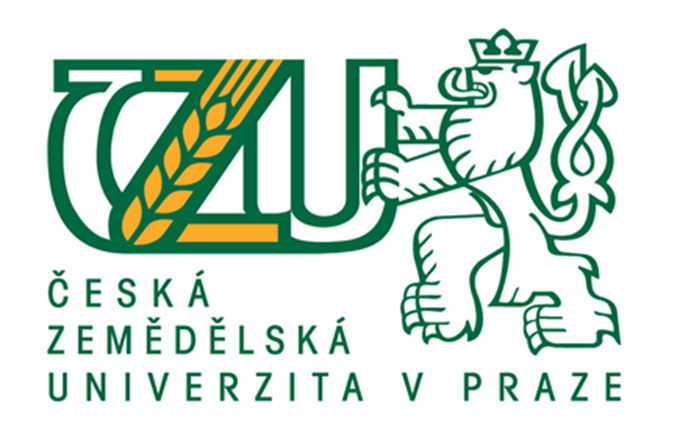 ČZU
ČESKÁ
ZEMĚDĚLSKÁ
UNIVERZITA V PRAZE